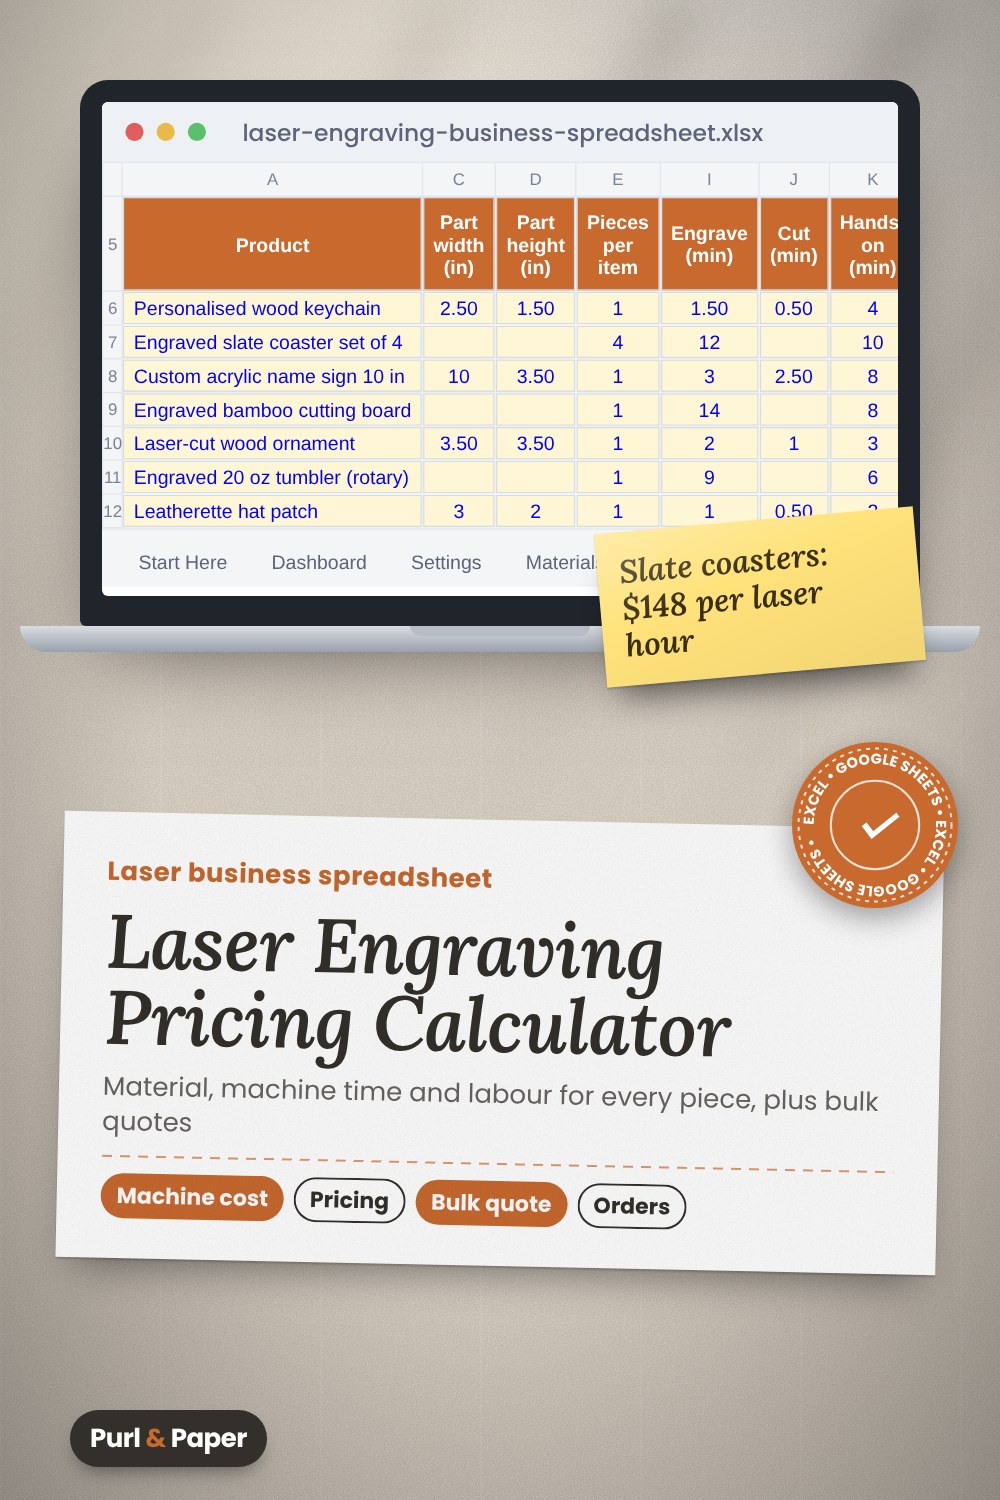 laser-engraving-business-spreadsheet.xlsx
A C D E I J K
5 Product Part width (in) Part height (in) Pieces per item Engrave (min) Cut (min) Hands on (min)
6 Personalised wood keychain 2.50 1.50 1 1.50 0.50 4
7 Engraved slate coaster set of 4 4 12 10
8 Custom acrylic name sign 10 in 10 3.50 1 3 2.50 8
9 Engraved bamboo cutting board 1 14 8
10 Laser-cut wood ornament 3.50 3.50 1 2 1 3
11 Engraved 20 oz tumbler (rotary) 1 9 6
12 Leatherette hat patch 3 2 1 1 0.50
Start Here Dashboard Settings Materials
Slate coasters:
$148 per laser
hour
EXCEL • GOOGLE SHEETS • EXCEL • GOOGLE SHEETS •
Laser business spreadsheet
Laser Engraving
Pricing Calculator
Material, machine time and labour for every piece, plus bulk
quotes
Machine cost Pricing Bulk quote Orders
Purl & Paper